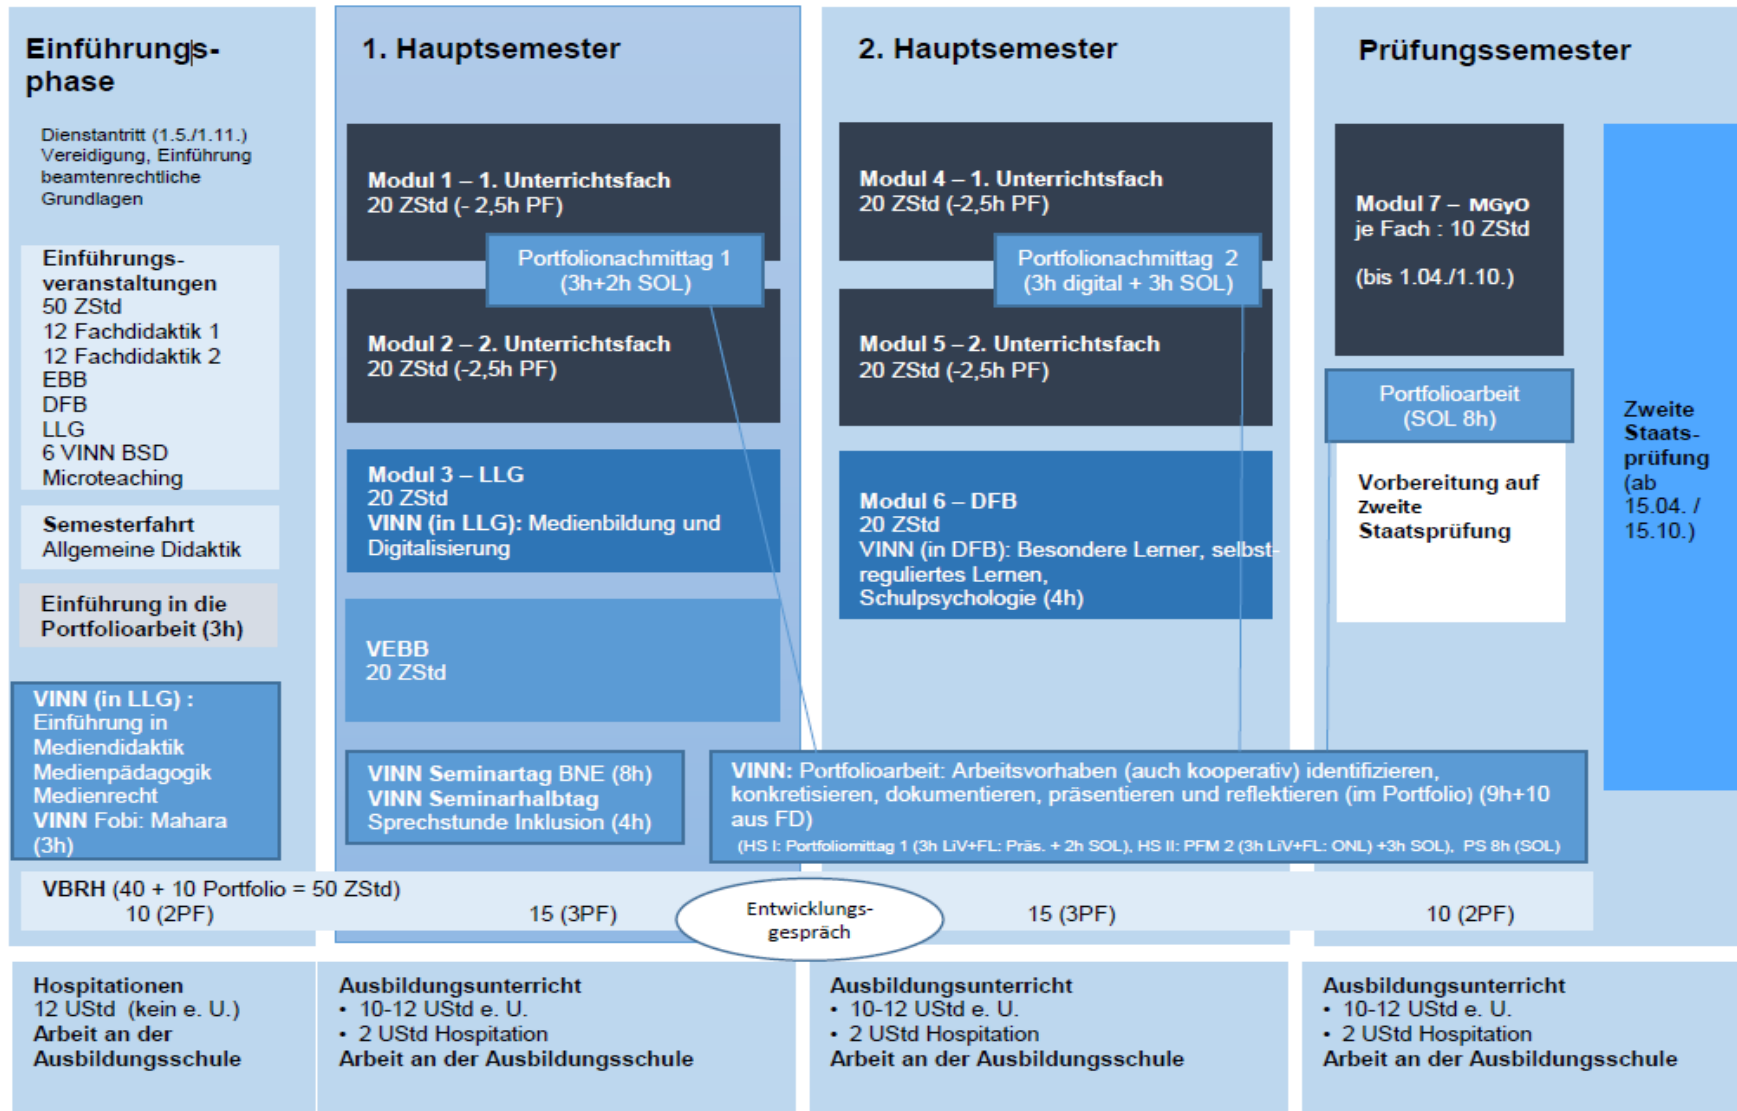 Einführungs-
phase
Dienstantritt (1.5./1.11.)
Vereidigung, Einführung
beamtenrechtliche
Grundlagen
Einführungs-
veranstaltungen
50 ZStd
12 Fachdidaktik 1
12 Fachdidaktik 2
EBB
DFB
LLG
6 VINN BSD
Microteaching
Semesterfahrt
Allgemeine Didaktik
Einführung in die
Portfolioarbeit (3h)
VINN (in LLG) :
Einführung in
Mediendidaktik
Medienpädagogik
Medienrecht
VINN Fobi: Mahara
(3h)
1. Hauptsemester
Modul 1 – 1. Unterrichtsfach
20 ZStd (- 2,5h PF)
Portfolionachmittag 1
(3h+2h SOL)
Modul 2 – 2. Unterrichtsfach
20 ZStd (-2,5h PF)
Modul 3 – LLG
20 ZStd
VINN (in LLG): Medienbildung und
Digitalisierung
VEBB
20 ZStd
VINN Seminartag BNE (8h)
VINN Seminarhalbtag
Sprechstunde Inklusion (4h)
2. Hauptsemester
Modul 4 – 1. Unterrichtsfach
20 ZStd (-2,5h PF)
Portfolionachmittag 2
(3h digital + 3h SOL)
Modul 5 – 2. Unterrichtsfach
20 ZStd (-2,5h PF)
Modul 6 – DFB
20 ZStd
VINN (in DFB): Besondere Lerner, selbst-
reguliertes Lernen,
Schulpsychologie (4h)
Prüfungssemester
Modul 7 – MGyO
je Fach : 10 ZStd
(bis 1.04./1.10.)
Portfolioarbeit
(SOL 8h)
Vorbereitung auf
Zweite
Staatsprüfung
Zweite
Staats-
prüfung
(ab
15.04. /
15.10.)
VINN: Portfolioarbeit: Arbeitsvorhaben (auch kooperativ) identifizieren,
konkretisieren, dokumentieren, präsentieren und reflektieren (im Portfolio) (9h+10
aus FD)
(HS I: Portfoliomittag 1 (3h LiV+FL: Präs. + 2h SOL), HS II: PFM 2 (3h LiV+FL: ONL) +3h SOL), PS 8h (SOL)
VBRH (40 + 10 Portfolio = 50 ZStd)
10 (2PF)
15 (3PF)
Entwicklungs-
gespräch
15 (3PF)
10 (2PF)
Hospitationen
12 UStd (kein e. U.)
Arbeit an der
Ausbildungsschule
Ausbildungsunterricht
• 10-12 UStd e. U.
• 2 UStd Hospitation
Arbeit an der Ausbildungsschule
Ausbildungsunterricht
• 10-12 UStd e. U.
• 2 UStd Hospitation
Arbeit an der Ausbildungsschule
Ausbildungsunterricht
• 10-12 UStd e. U.
• 2 UStd Hospitation
Arbeit an der Ausbildungsschule